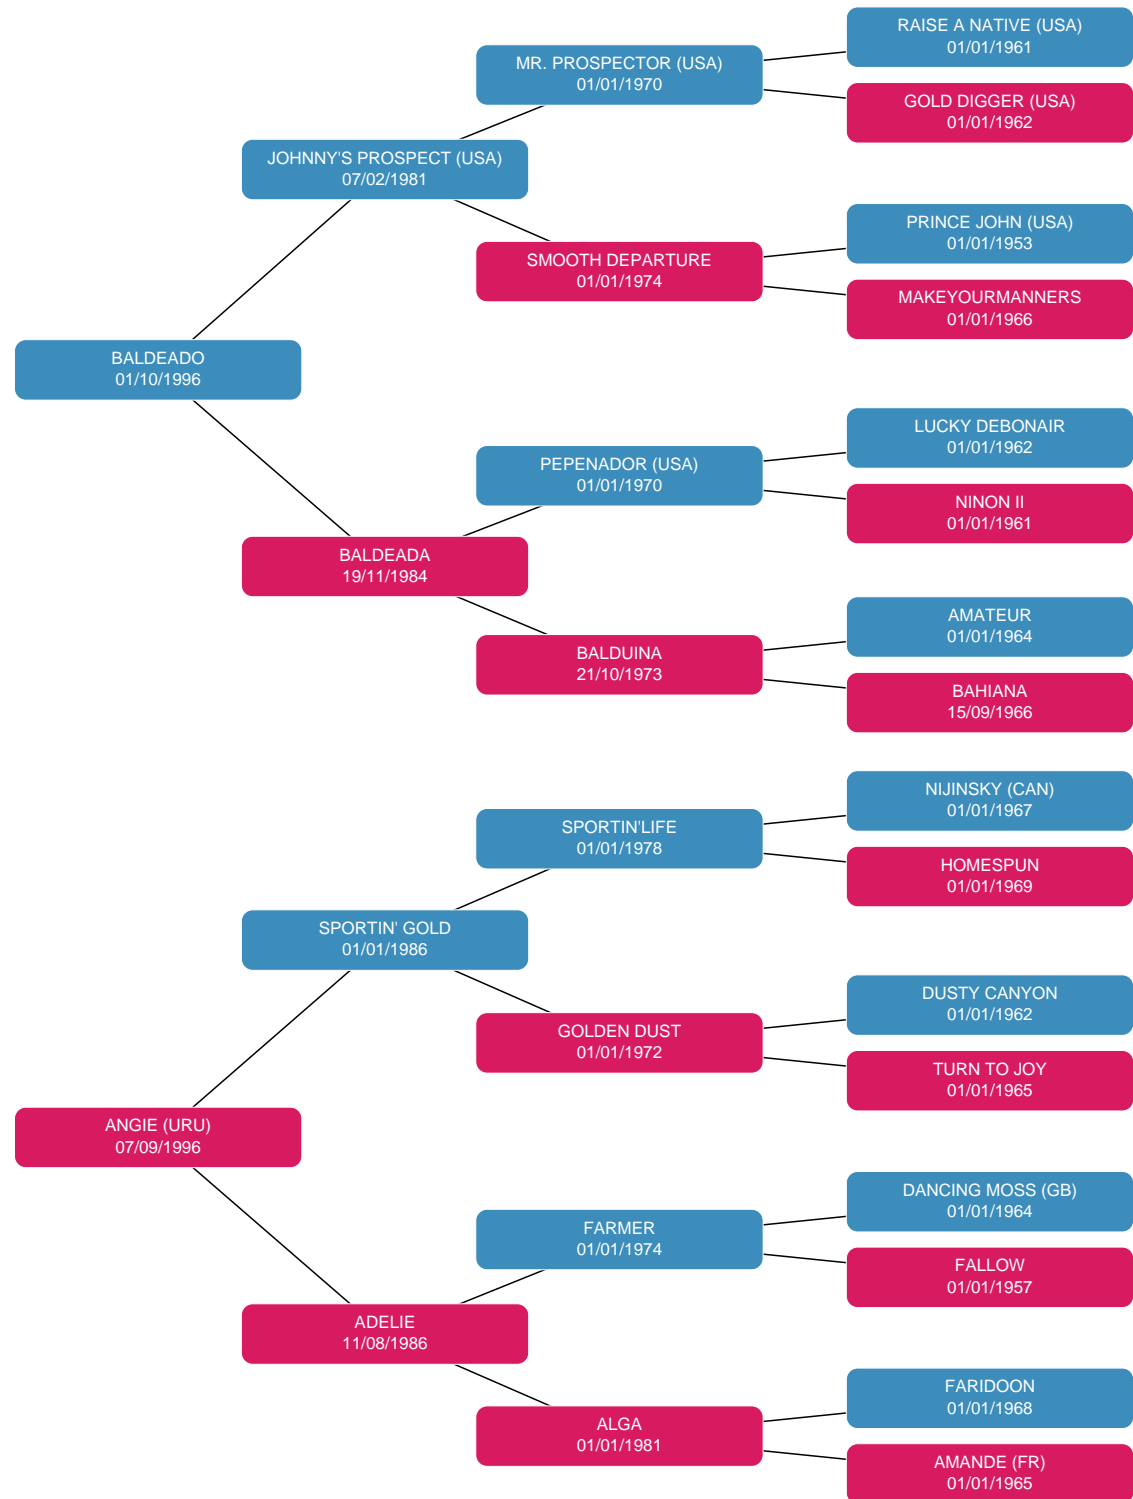 RAISE A NATIVE (USA)
01/01/1961
MR. PROSPECTOR (USA)
01/01/1970
GOLD DIGGER (USA)
01/01/1962
JOHNNY'S PROSPECT (USA)
07/02/1981
PRINCE JOHN (USA)
01/01/1953
SMOOTH DEPARTURE
01/01/1974
MAKEYOURMANNERS
01/01/1966
BALDEADO
01/10/1996
LUCKY DEBONAIR
01/01/1962
PEPENADOR (USA)
01/01/1970
NINON II
01/01/1961
BALDEADA
19/11/1984
AMATEUR
01/01/1964
BALDUINA
21/10/1973
BAHIANA
15/09/1966
NIJINSKY (CAN)
01/01/1967
SPORTIN'LIFE
01/01/1978
HOMESPUN
01/01/1969
SPORTIN' GOLD
01/01/1986
DUSTY CANYON
01/01/1962
GOLDEN DUST
01/01/1972
TURN TO JOY
01/01/1965
ANGIE (URU)
07/09/1996
DANCING MOSS (GB)
01/01/1964
FARMER
01/01/1974
FALLOW
01/01/1957
ADELIE
11/08/1986
FARIDOON
01/01/1968
ALGA
01/01/1981
AMANDE (FR)
01/01/1965